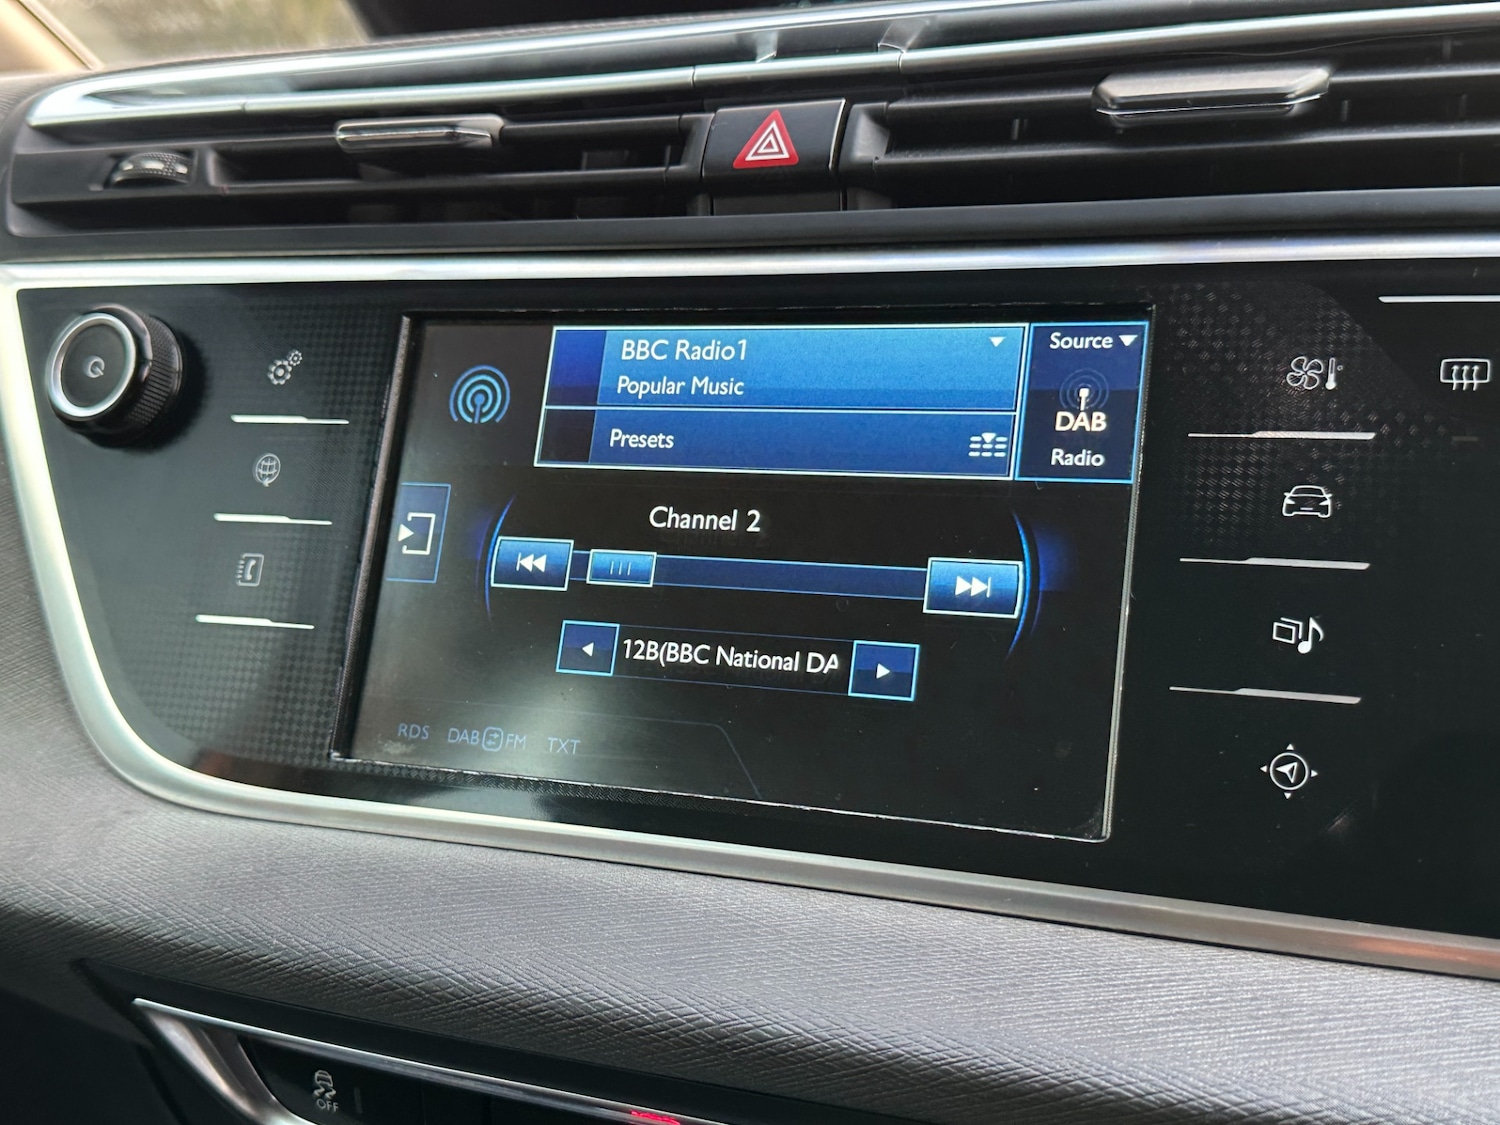 BBC Radio1
Popular Music
Presets
Source
DAB
Radio
Channel 2
12B(BBC National DA
RDS DAB FM TXT
OFF